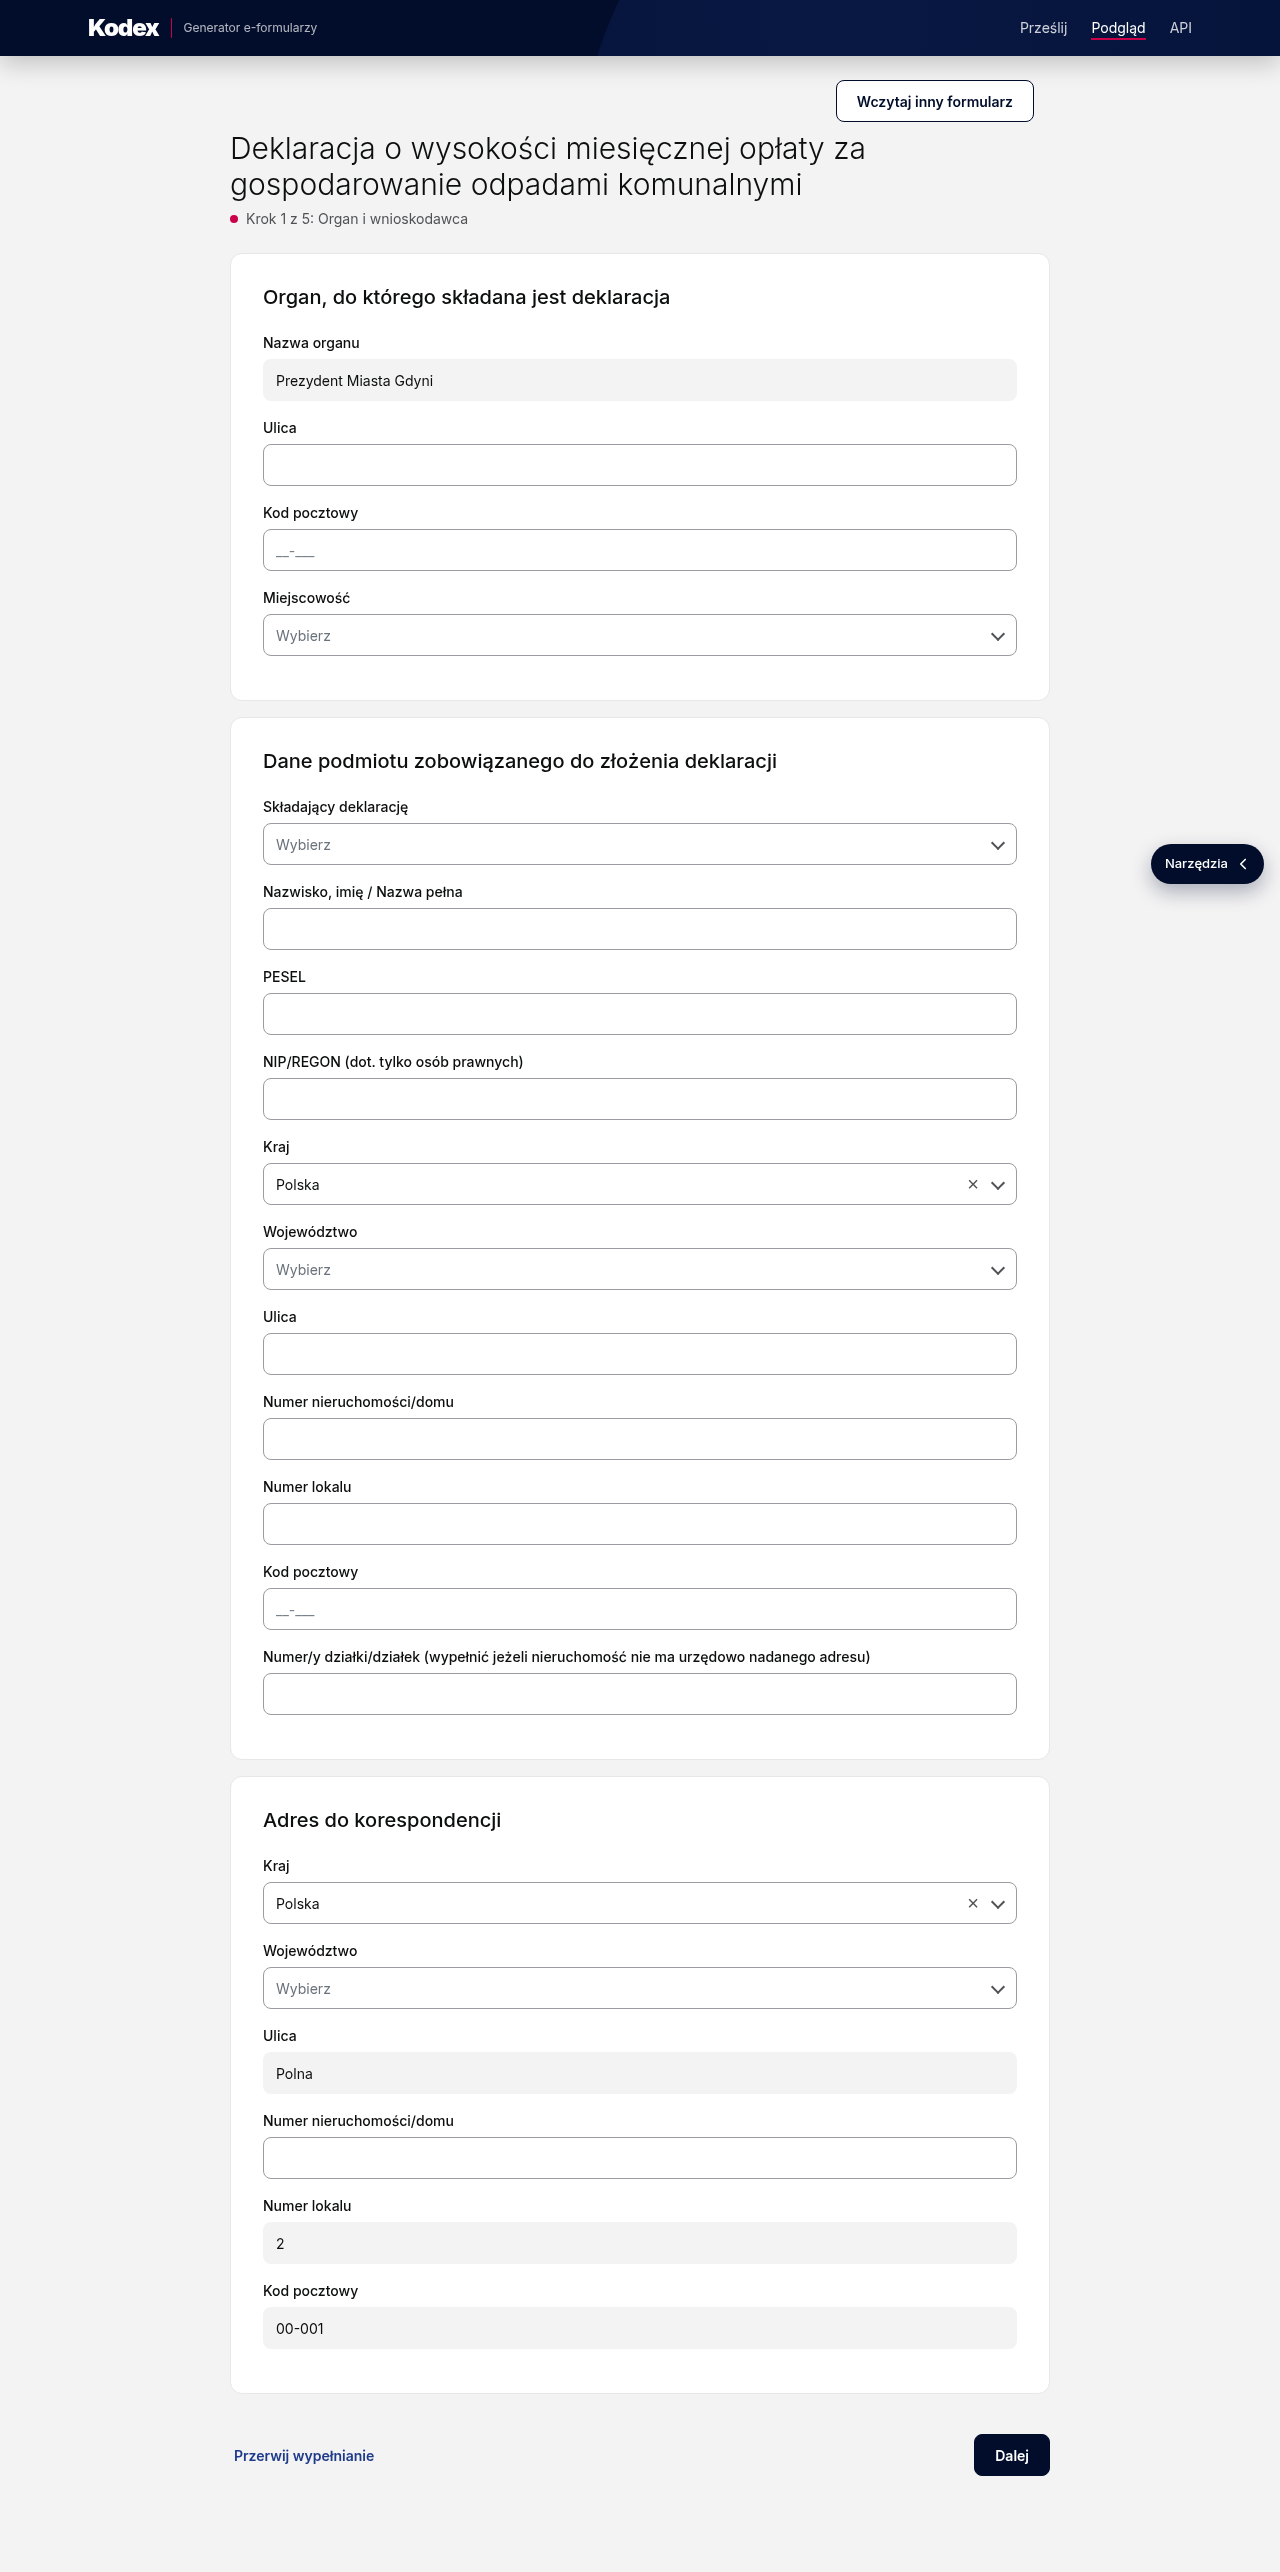 Kodex
Generator e-formularzy
Prześlij
Podgląd
API
Wczytaj inny formularz
Deklaracja o wysokości miesięcznej opłaty za
gospodarowanie odpadami komunalnymi
Krok 1 z 5: Organ i wnioskodawca
Organ, do którego składana jest deklaracja
Nazwa organu
Prezydent Miasta Gdyni
Ulica
Kod pocztowy
__-___
Miejscowość
Wybierz
Dane podmiotu zobowiązanego do złożenia deklaracji
Składający deklarację
Wybierz
Narzędzia
Nazwisko, imię / Nazwa pełna
PESEL
NIP/REGON (dot. tylko osób prawnych)
Kraj
Polska
Województwo
Wybierz
Ulica
Numer nieruchomości/domu
Numer lokalu
Kod pocztowy
__-___
Numer/y działki/działek (wypełnić jeżeli nieruchomość nie ma urzędowo nadanego adresu)
Adres do korespondencji
Kraj
Polska
Województwo
Wybierz
Ulica
Polna
Numer nieruchomości/domu
Numer lokalu
2
Kod pocztowy
00-001
Przerwij wypełnianie
Dalej